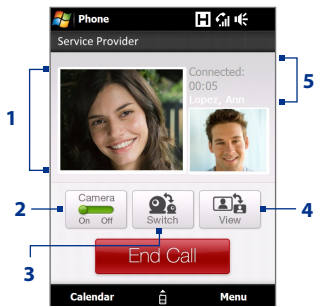 Phone H
Service Provider
Connected:
00:05
Lopez, Ann
Camera
On Off
Switch
View
End Call
Calendar Menu
1
2
3
4
5